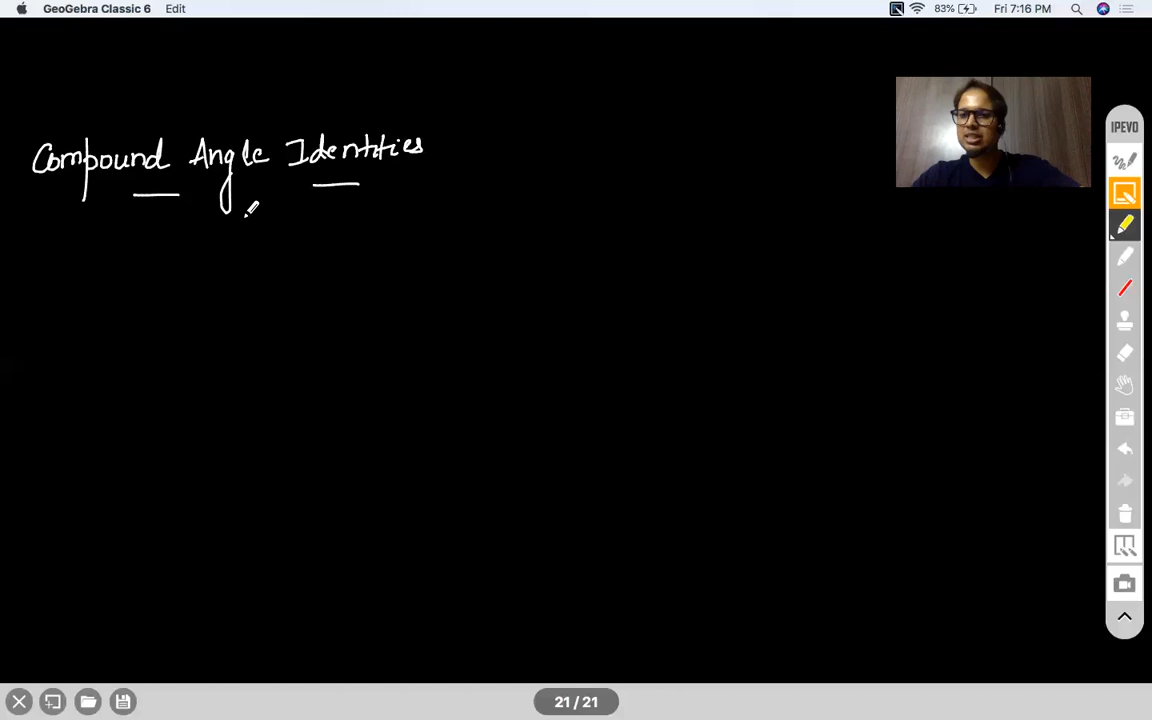 GeoGebra Classic 6 Edit 83% Fri 7:16 PM
Compound Angle Identities
IPEVO
21 / 21